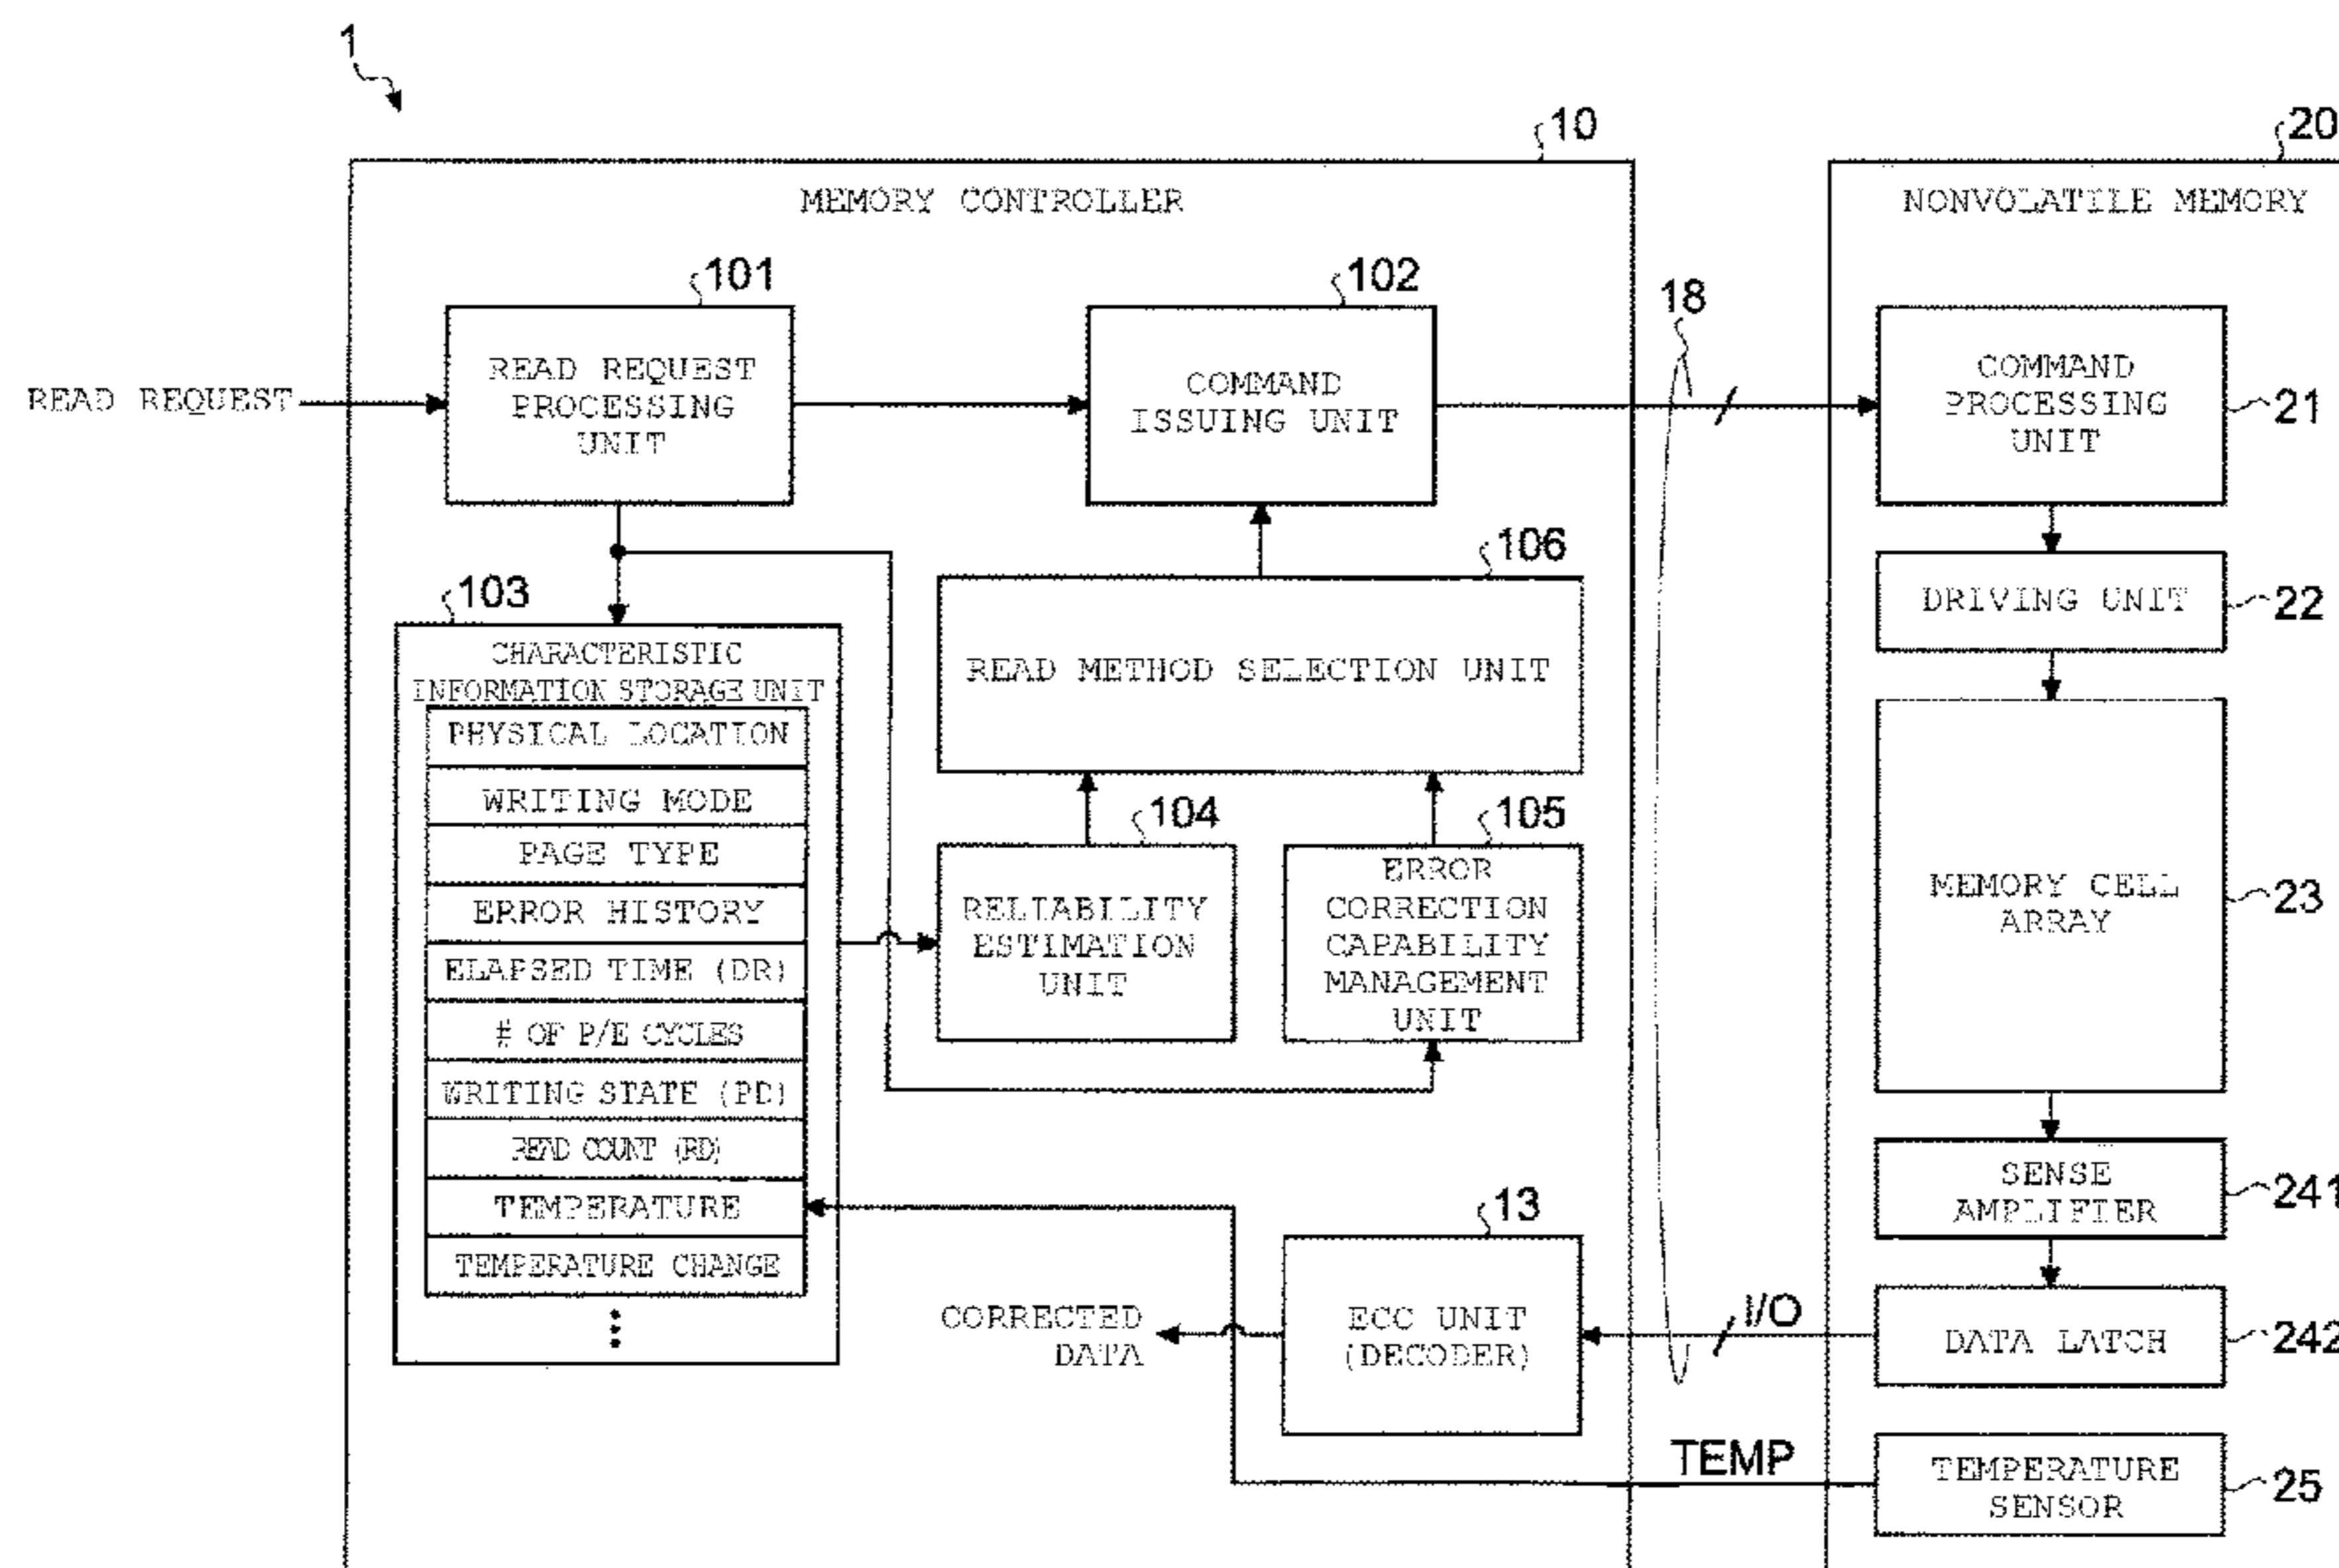 1
10
20
MEMORY CONTROLLER
NONVOLATILE MEMORY
101
102
18
READ REQUEST
READ REQUEST
PROCESSING
UNIT
COMMAND
ISSUING UNIT
COMMAND
PROCESSING
UNIT
21
106
103
DRIVING UNIT
22
CHARACTERISTIC
INFORMATION STORAGE UNIT
READ METHOD SELECTION UNIT
PHYSICAL LOCATION
WRITING MODE
PAGE TYPE
ERROR HISTORY
ELAPSED TIME (DR)
# OF P/E CYCLES
WRITING STATE (PD)
READ COUNT (RD)
TEMPERATURE
TEMPERATURE CHANGE
104
105
RELIABILITY
ESTIMATION
UNIT
ERROR
CORRECTION
CAPABILITY
MANAGEMENT
UNIT
MEMORY CELL
ARRAY
23
SENSE
AMPLIFIER
241
13
CORRECTED
DATA
ECC UNIT
(DECODER)
I/O
DATA LATCH
242
TEMP
TEMPERATURE
SENSOR
25